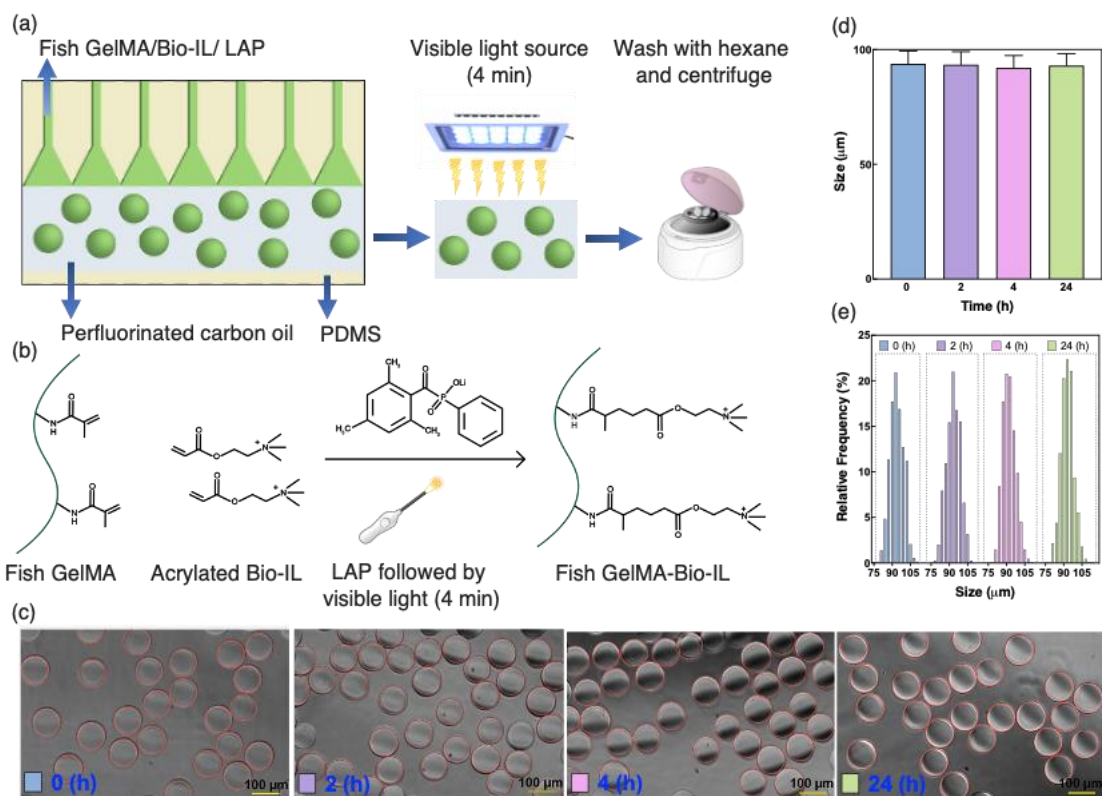 (a)
Fish GelMA/Bio-IL/ LAP
Visible light source
(4 min)
Wash with hexane
and centrifuge
Perfluorinated carbon oil
PDMS
(b)
O
N
H
O
N
H
O
O
N
+
O
O
N
+
CH₃
O
OLi
P
O
H₃C
CH₃
O
N
H
O
O
N
+
O
N
H
O
O
N
+
Fish GelMA
Acrylated Bio-IL
LAP followed by
visible light (4 min)
Fish GelMA-Bio-IL
(c)
0 (h)
100 µm
2 (h)
100 µm
4 (h)
100 µm
24 (h)
100 µm
(d)
100
50
0
Size (µm)
0 2 4 24
Time (h)
(e)
0 (h) 2 (h) 4 (h) 24 (h)
25
20
15
10
5
0
Relative Frequency (%)
75 90 105 75 90 105 75 90 105 75 90 105
Size (µm)